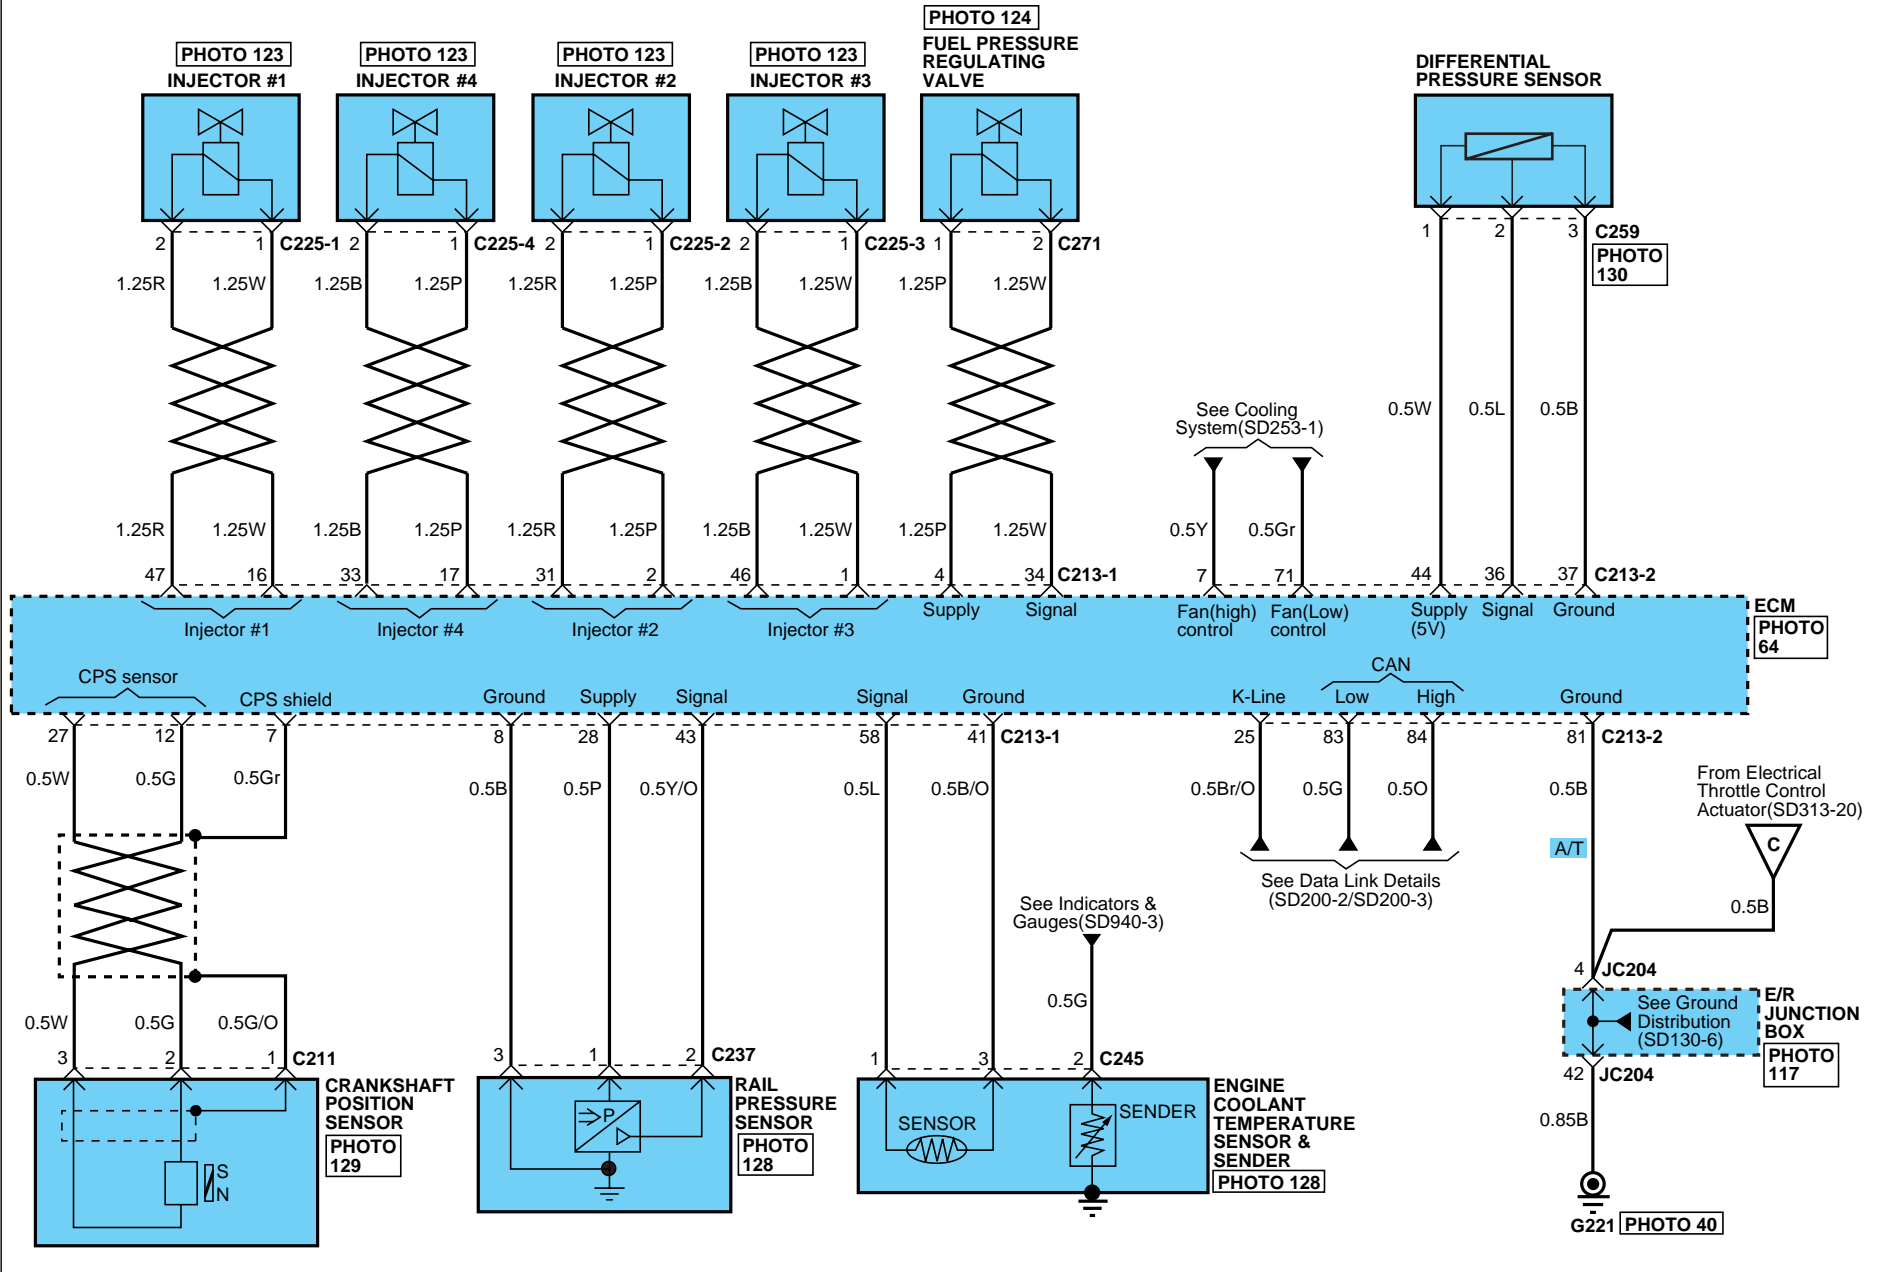 PHOTO 123
INJECTOR #1
PHOTO 123
INJECTOR #4
PHOTO 123
INJECTOR #2
PHOTO 123
INJECTOR #3
PHOTO 124
FUEL PRESSURE
REGULATING
VALVE
DIFFERENTIAL
PRESSURE SENSOR
2 1 C225-1 2 1 C225-4 2 1 C225-2 2 1 C225-3 1 2 C271
1 2 3 C259
PHOTO
130
1.25R 1.25W 1.25B 1.25P 1.25R 1.25P 1.25B 1.25W 1.25P 1.25W
See Cooling
System(SD253-1)
0.5W 0.5L 0.5B
1.25R 1.25W 1.25B 1.25P 1.25R 1.25P 1.25B 1.25W 1.25P 1.25W 0.5Y 0.5Gr
47 16 33 17 31 2 46 1 4 34 C213-1 7 71 44 36 37 C213-2
Injector #1
Injector #4
Injector #2
Injector #3
Supply
Signal
Fan(high)
control
Fan(Low)
control
Supply
(5V)
Signal
Ground
ECM
PHOTO
64
CPS sensor
CPS shield
Ground
Supply
Signal
Signal
Ground
K-Line
CAN
Low
High
Ground
27 12 7 8 28 43 58 41 C213-1 25 83 84 81 C213-2
0.5W 0.5G 0.5Gr 0.5B 0.5P 0.5Y/O 0.5L 0.5B/O 0.5Br/O 0.5G 0.5O 0.5B
From Electrical
Throttle Control
Actuator(SD313-20)
C
A/T
See Data Link Details
(SD200-2/SD200-3)
See Indicators &
Gauges(SD940-3)
0.5B
0.5G
4 JC204
See Ground
Distribution
(SD130-6)
E/R
JUNCTION
BOX
PHOTO
117
42 JC204
0.85B
G221 PHOTO 40
0.5W 0.5G 0.5G/O
3 2 1 C211
CRANKSHAFT
POSITION
SENSOR
PHOTO
129
S
N
3 1 2 C237
P
RAIL
PRESSURE
SENSOR
PHOTO
128
1 3 2 C245
SENSOR
SENDER
ENGINE
COOLANT
TEMPERATURE
SENSOR &
SENDER
PHOTO 128